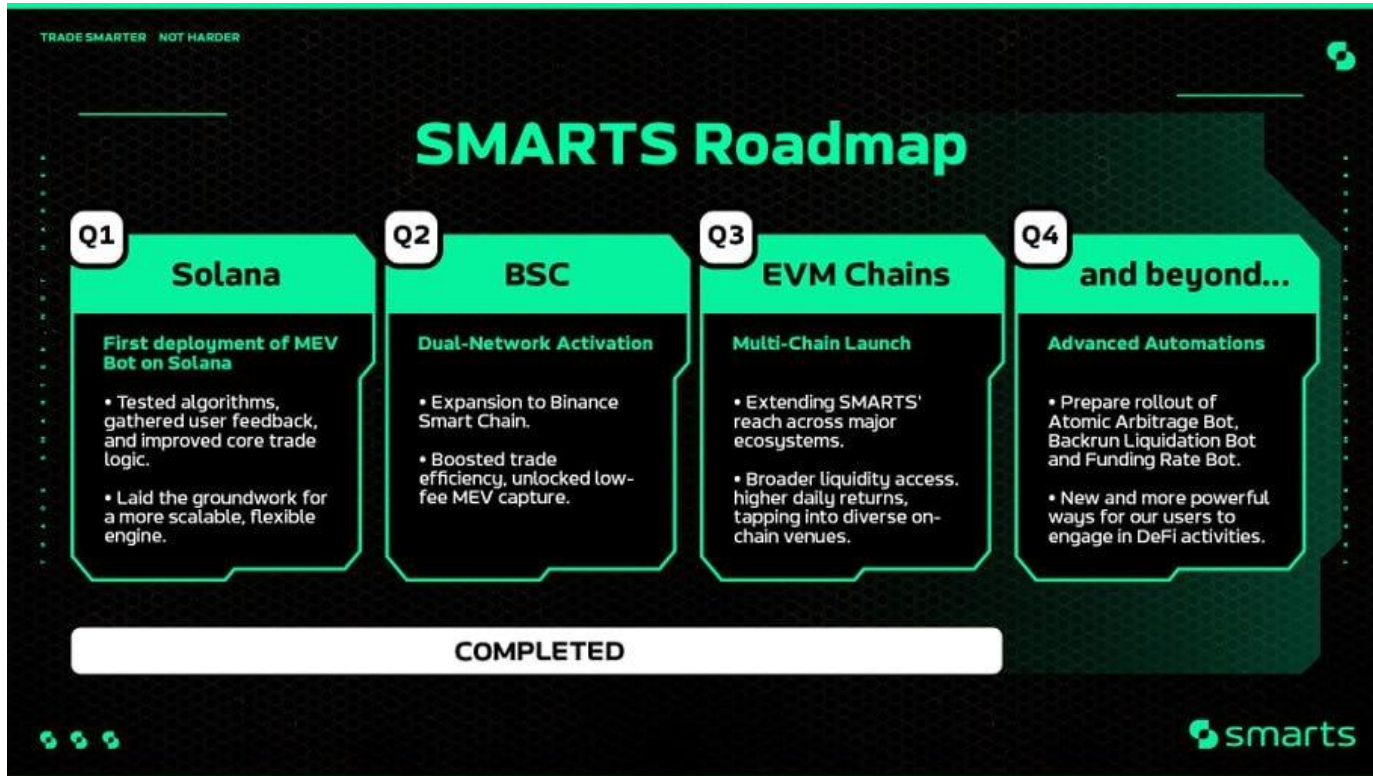 TRADE SMARTER NOT HARDER
SMARTS Roadmap
Q1
Solana
First deployment of MEV
Bot on Solana
• Tested algorithms,
gathered user feedback,
and improved core trade
logic.
• Laid the groundwork for
a more scalable, flexible
engine.
Q2
BSC
Dual-Network Activation
• Expansion to Binance
Smart Chain.
• Boosted trade
efficiency, unlocked low-
fee MEV capture.
Q3
EVM Chains
Multi-Chain Launch
• Extending SMARTS'
reach across major
ecosystems.
• Broader liquidity access.
higher daily returns,
tapping into diverse on-
chain venues.
Q4
and beyond...
Advanced Automations
• Prepare rollout of
Atomic Arbitrage Bot,
Backrun Liquidation Bot
and Funding Rate Bot.
• New and more powerful
ways for our users to
engage in DeFi activities.
COMPLETED
smarts